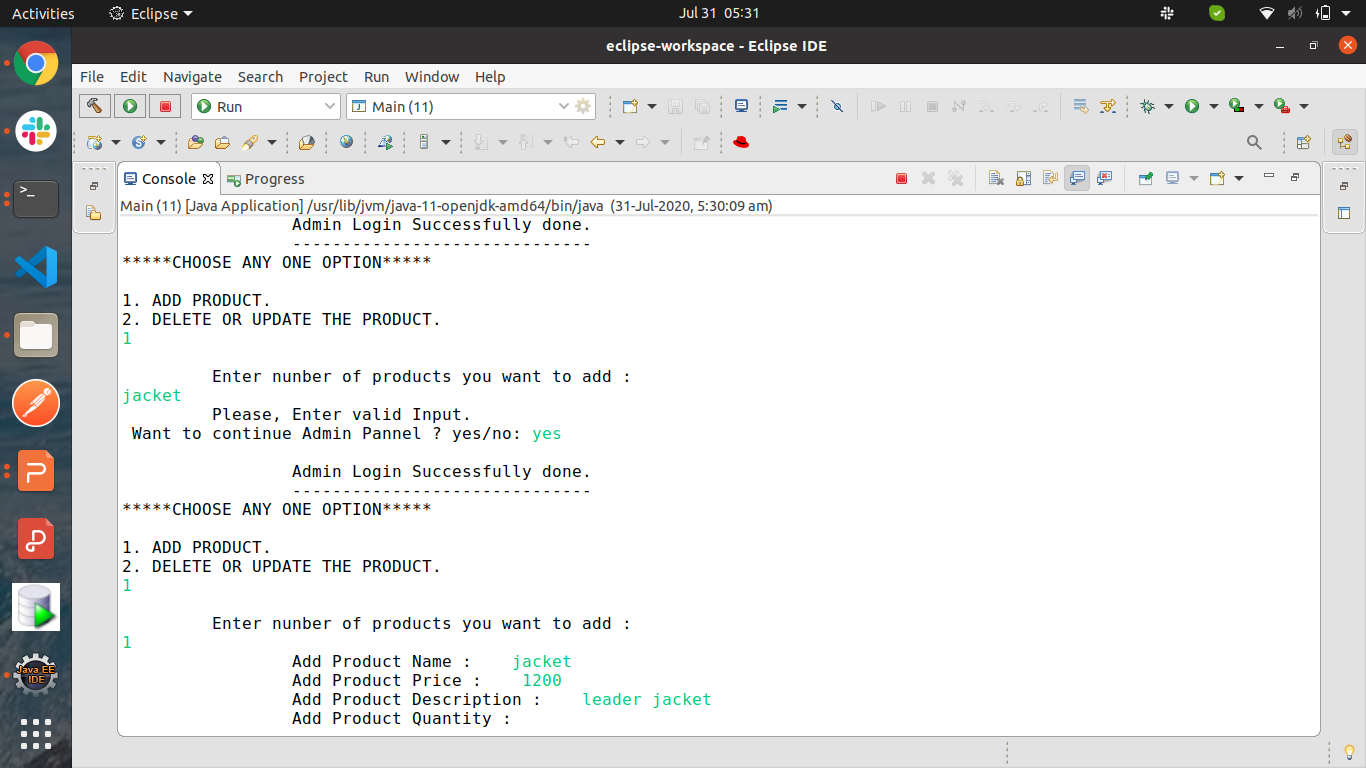 Activities Eclipse Jul 31 05:31
eclipse-workspace - Eclipse IDE
File Edit Navigate Search Project Run Window Help
Run Main (11)
Console Progress
Main (11) [Java Application] /usr/lib/jvm/java-11-openjdk-amd64/bin/java (31-Jul-2020, 5:30:09 am)
Admin Login Successfully done.
------------------------------
*****CHOOSE ANY ONE OPTION*****
1. ADD PRODUCT.
2. DELETE OR UPDATE THE PRODUCT.
1
Enter nunber of products you want to add :
jacket
Please, Enter valid Input.
Want to continue Admin Pannel ? yes/no: yes
Admin Login Successfully done.
------------------------------
*****CHOOSE ANY ONE OPTION*****
1. ADD PRODUCT.
2. DELETE OR UPDATE THE PRODUCT.
1
Enter nunber of products you want to add :
1
Add Product Name : jacket
Add Product Price : 1200
Add Product Description : leader jacket
Add Product Quantity :
Java EE
IDE